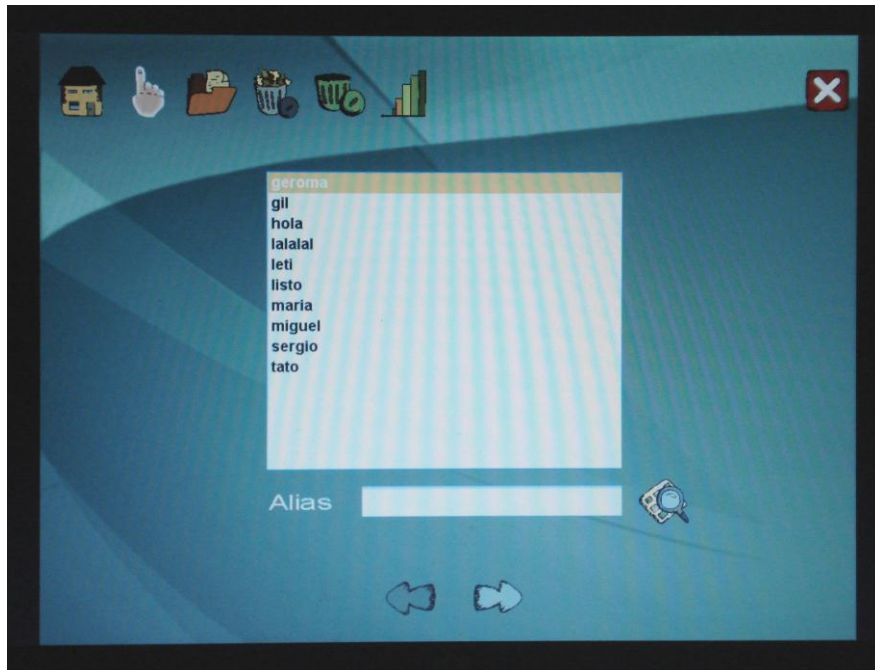 geroma
gil
hola
lalalal
leti
listo
maria
miguel
sergio
tato
Alias